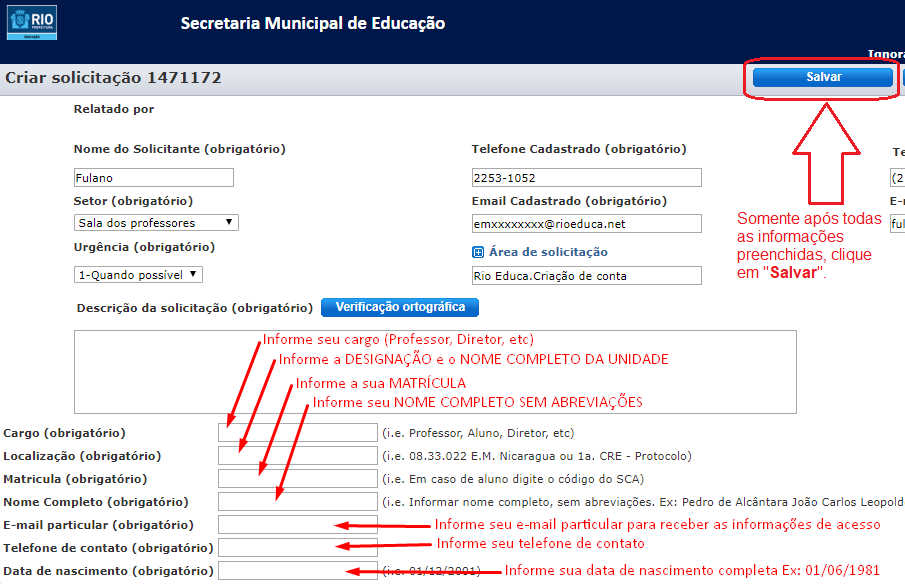 RIO
PREFEITURA
EDUCAÇÃO
Secretaria Municipal de Educação
Ignora
Criar solicitação 1471172
Salvar
Relatado por
Nome do Solicitante (obrigatório)
Telefone Cadastrado (obrigatório)
Te
Fulano
2253-1052
(2
Setor (obrigatório)
Email Cadastrado (obrigatório)
E-
Sala dos professores
emxxxxxxxx@rioeduca.net
ful
Somente após todas
as informações
preenchidas, clique
em "Salvar".
Urgência (obrigatório)
Área de solicitação
1-Quando possível
Rio Educa.Criação de conta
Descrição da solicitação (obrigatório)
Verificação ortográfica
Informe seu cargo (Professor, Diretor, etc)
Informe a DESIGNAÇÃO e o NOME COMPLETO DA UNIDADE
Informe a sua MATRÍCULA
Informe seu NOME COMPLETO SEM ABREVIAÇÕES
Cargo (obrigatório) (i.e. Professor, Aluno, Diretor, etc)
Localização (obrigatório) (i.e. 08.33.022 E.M. Nicaragua ou 1a. CRE - Protocolo)
Matricula (obrigatório) (i.e. Em caso de aluno digite o código do SCA)
Nome Completo (obrigatório) (i.e. Informar nome completo, sem abreviações. Ex: Pedro de Alcântara João Carlos Leopold
E-mail particular (obrigatório) Informe seu e-mail particular para receber as informações de acesso
Telefone de contato (obrigatório) Informe seu telefone de contato
Data de nascimento (obrigatório) (i.e. 01/12/2001) Informe sua data de nascimento completa Ex: 01/06/1981